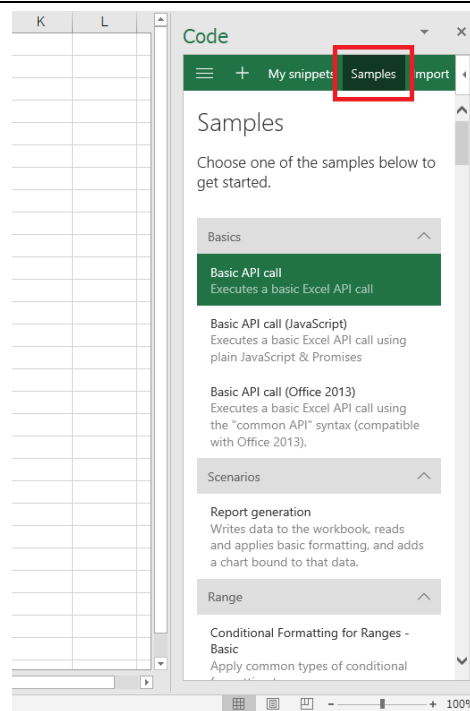 K L
Code
My snippets Samples mport
Samples
Choose one of the samples below to
get started.
Basics
Basic API call
Executes a basic Excel API call
Basic API call (JavaScript)
Executes a basic Excel API call using
plain JavaScript & Promises
Basic API call (Office 2013)
Executes a basic Excel API call using
the "common API" syntax (compatible
with Office 2013).
Scenarios
Report generation
Writes data to the workbook, reads
and applies basic formatting, and adds
a chart bound to that data.
Range
Conditional Formatting for Ranges -
Basic
Apply common types of conditional
100%